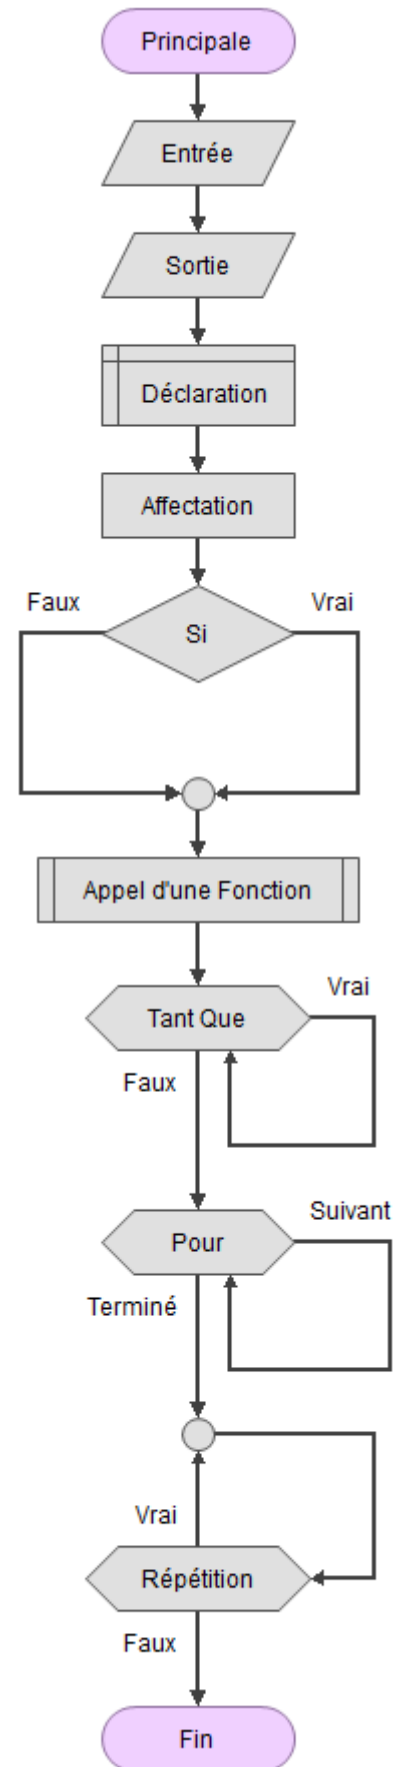 Principale
Entrée
Sortie
Déclaration
Affectation
Faux
Vrai
Si
Appel d'une Fonction
Vrai
Tant Que
Faux
Suivant
Pour
Terminé
Vrai
Répétition
Faux
Fin